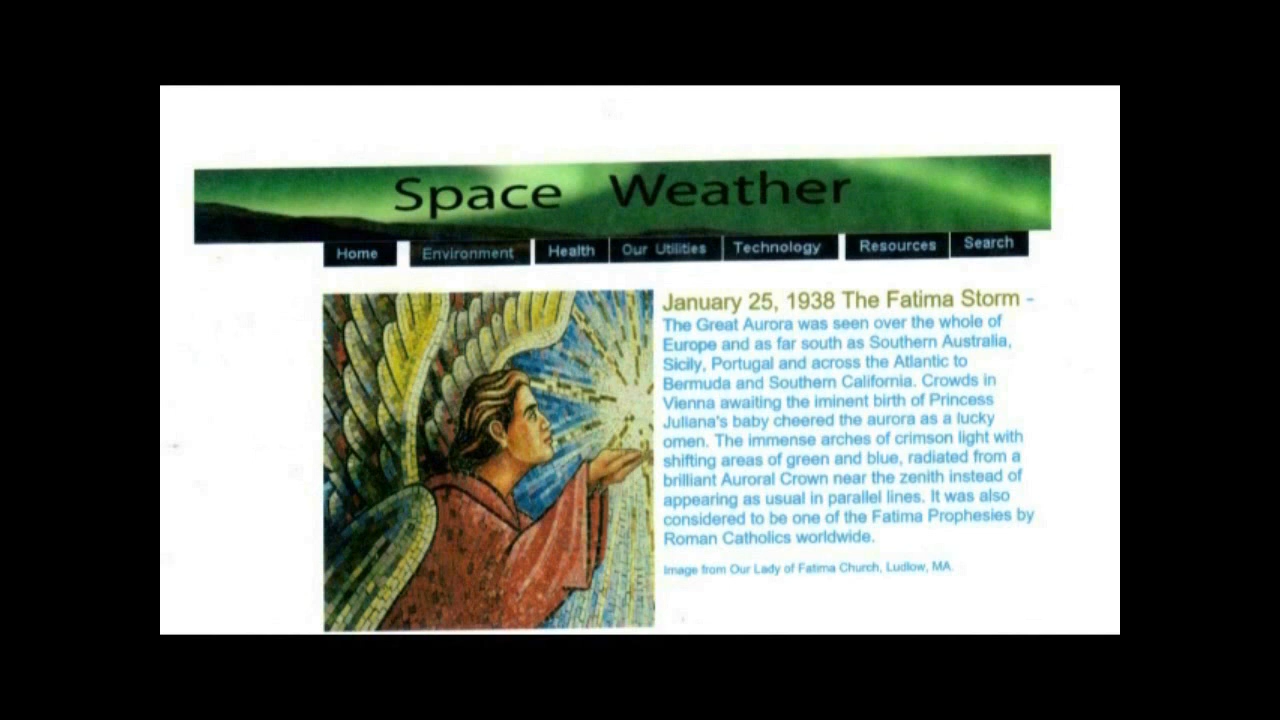 Space Weather
Home Environment Health Our Utilities Technology Resources Search
January 25, 1938 The Fatima Storm -
The Great Aurora was seen over the whole of
Europe and as far south as Southern Australia,
Sicily, Portugal and across the Atlantic to
Bermuda and Southern California. Crowds in
Vienna awaiting the iminent birth of Princess
Juliana's baby cheered the aurora as a lucky
omen. The immense arches of crimson light with
shifting areas of green and blue, radiated from a
brilliant Auroral Crown near the zenith instead of
appearing as usual in parallel lines. It was also
considered to be one of the Fatima Prophesies by
Roman Catholics worldwide.
Image from Our Lady of Fatima Church, Ludlow, MA.